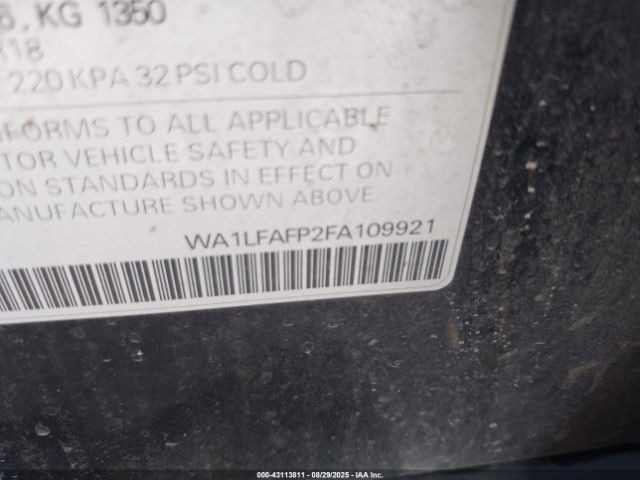 , KG 1350
18
220 KPA 32 PSI COLD
FORMS TO ALL APPLICABLE
TOR VEHICLE SAFETY AND
ON STANDARDS IN EFFECT ON
ANUFACTURE SHOWN ABOVE
WA1LFAFP2FA109921
000-43113811 - 08/29/2025 - IAA Inc.